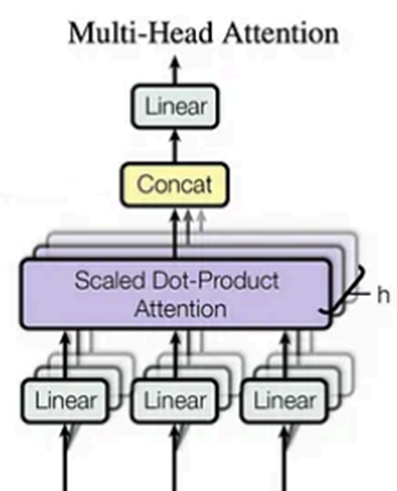 Multi-Head Attention
Linear
Concat
Scaled Dot-Product
Attention
h
Linear
Linear
Linear